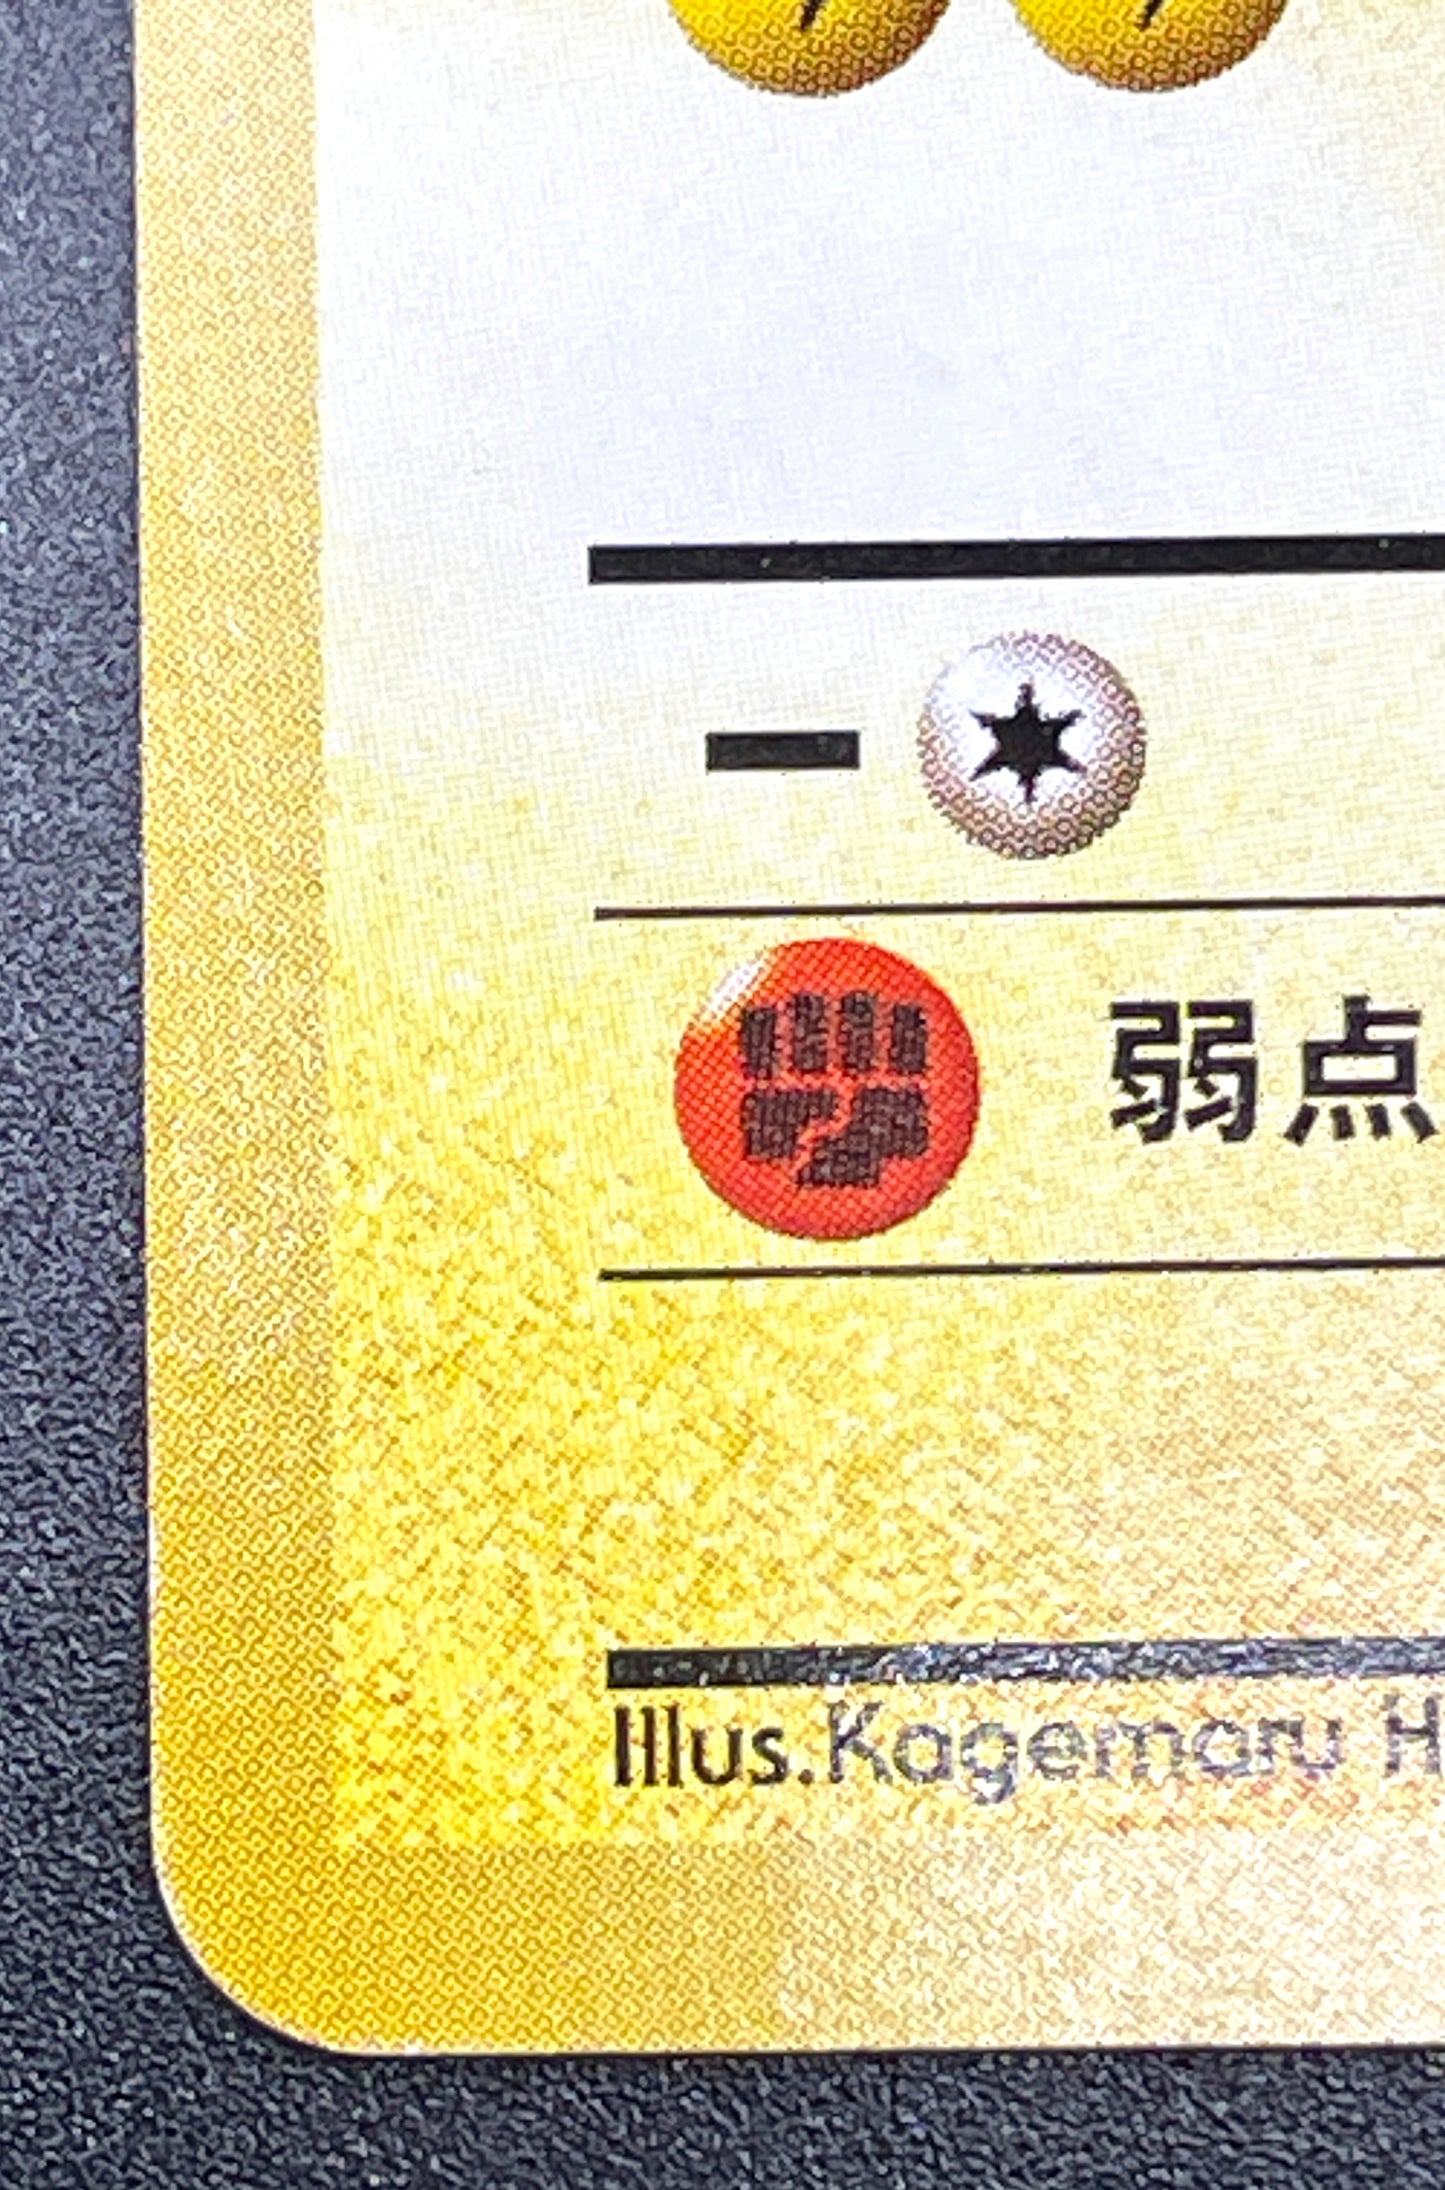 弱点
Illus.Kagemaru H